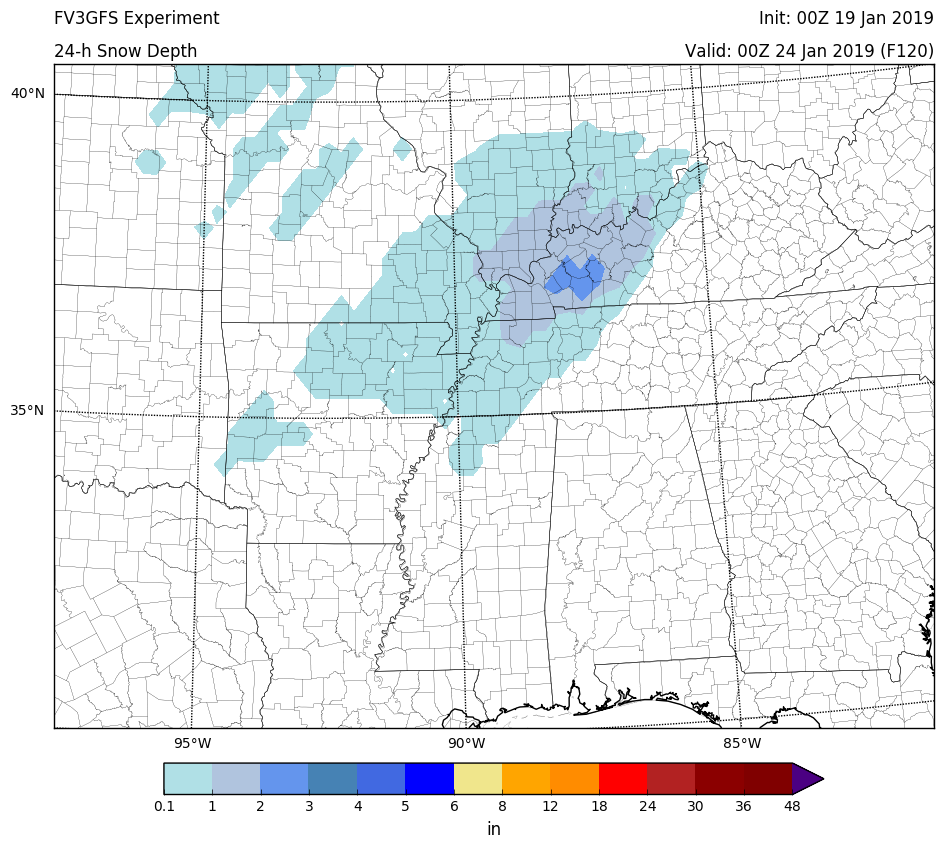 FV3GFS Experiment
Init: 00Z 19 Jan 2019
24-h Snow Depth
Valid: 00Z 24 Jan 2019 (F120)
40°N
35°N
95°W 90°W 85°W
0.1 1 2 3 4 5 6 8 12 18 24 30 36 48
in